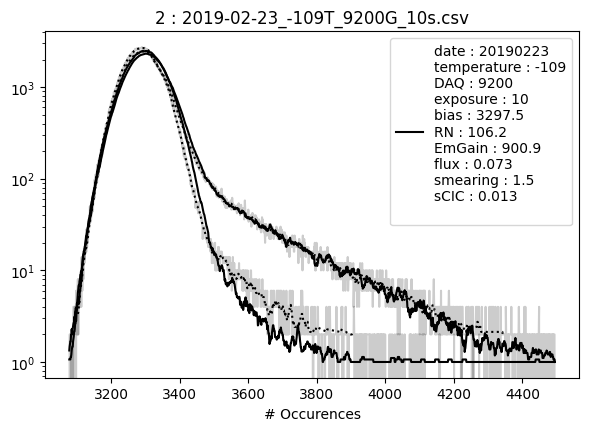 2 : 2019-02-23_-109T_9200G_10s.csv
date : 20190223
temperature : -109
DAQ : 9200
exposure : 10
bias : 3297.5
RN : 106.2
EmGain : 900.9
flux : 0.073
smearing : 1.5
sCIC : 0.013
10³
10²
10¹
10⁰
3200 3400 3600 3800 4000 4200 4400
# Occurences